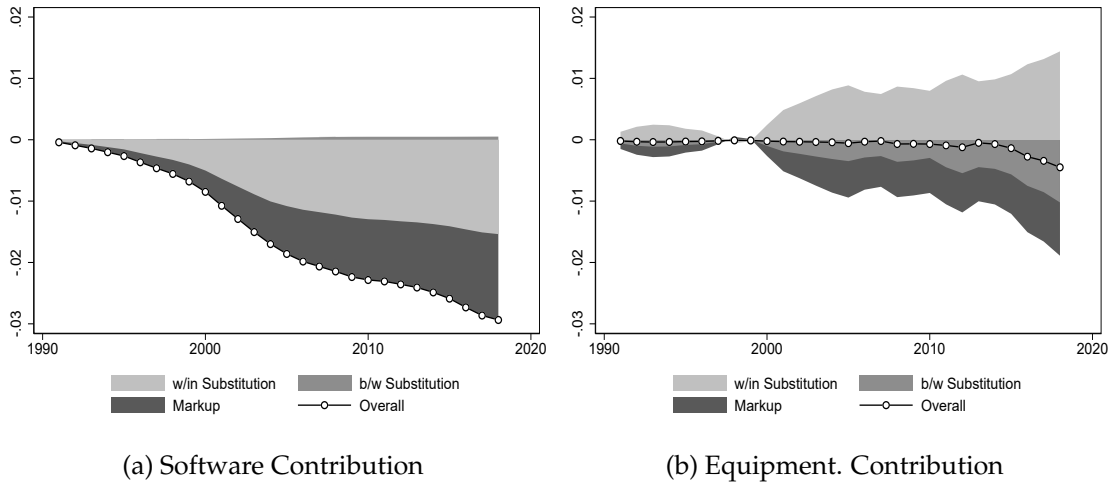 .02
.01
0
-.01
-.02
-.03
1990 2000 2010 2020
w/in Substitution b/w Substitution
Markup Overall
(a) Software Contribution
.02
.01
0
-.01
-.02
-.03
1990 2000 2010 2020
w/in Substitution b/w Substitution
Markup Overall
(b) Equipment. Contribution